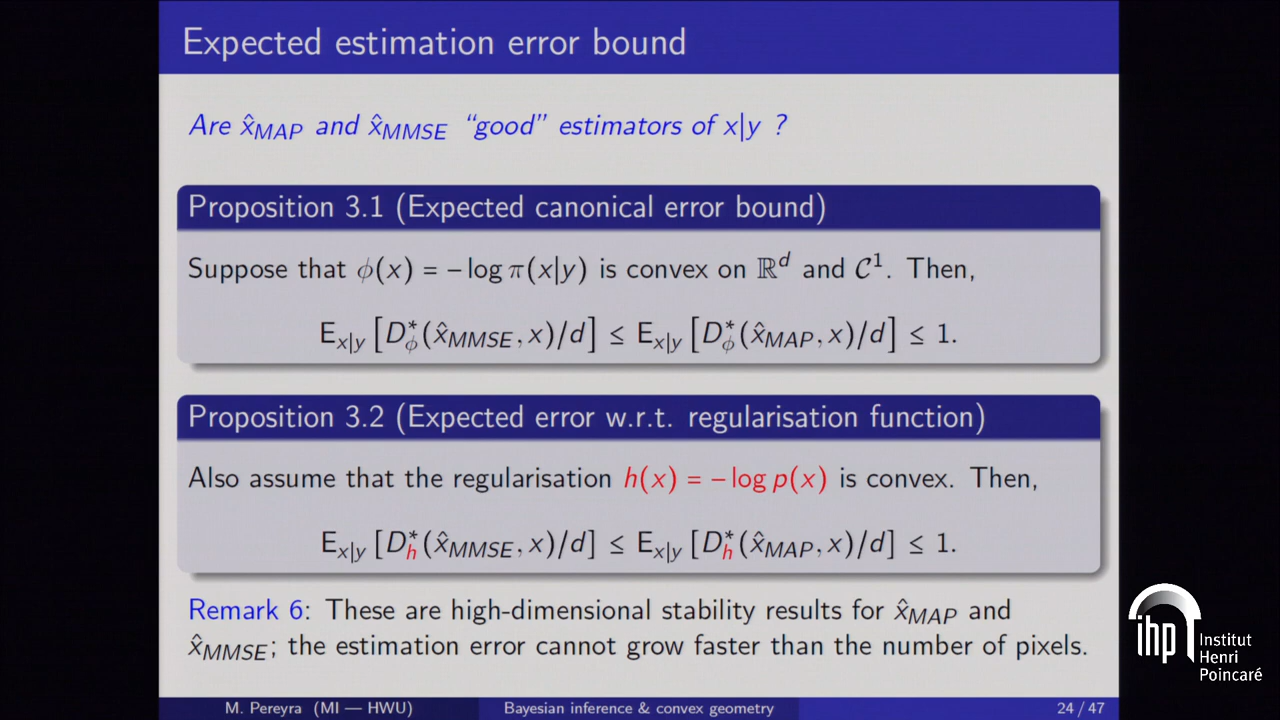 Expected estimation error bound
Are x̂_MAP and x̂_MMSE “good” estimators of x|y ?
Proposition 3.1 (Expected canonical error bound)
Suppose that ϕ(x) = − log π(x|y) is convex on ℝ^d and 𝒞^1. Then,
E_{x|y} [D*_ϕ(x̂_MMSE, x)/d] ≤ E_{x|y} [D*_ϕ(x̂_MAP, x)/d] ≤ 1.
Proposition 3.2 (Expected error w.r.t. regularisation function)
Also assume that the regularisation h(x) = − log p(x) is convex. Then,
E_{x|y} [D*_h(x̂_MMSE, x)/d] ≤ E_{x|y} [D*_h(x̂_MAP, x)/d] ≤ 1.
Remark 6: These are high-dimensional stability results for x̂_MAP and
x̂_MMSE; the estimation error cannot grow faster than the number of pixels.
ihp
Institut
Henri
Poincaré
M. Pereyra (MI — HWU) Bayesian inference & convex geometry 24 / 47